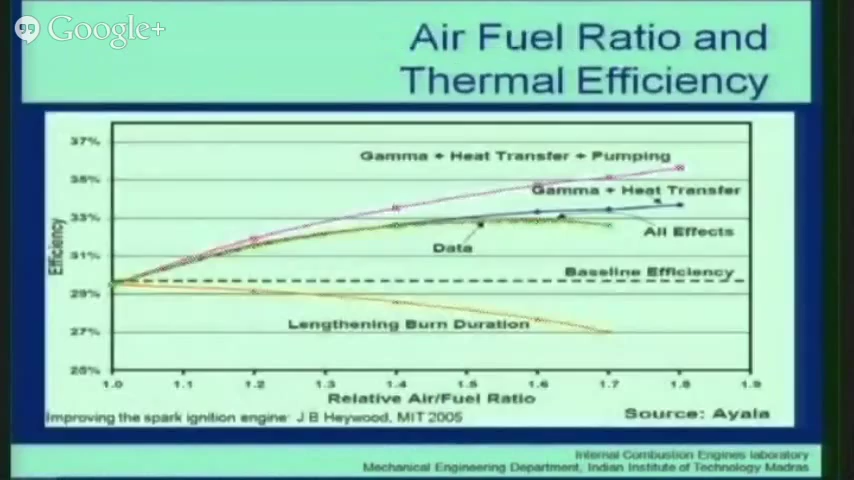 Google+
Air Fuel Ratio and
Thermal Efficiency
37%
35%
33%
31%
29%
27%
25%
Efficiency
Gamma + Heat Transfer + Pumping
Gamma + Heat Transfer
All Effects
Data
Baseline Efficiency
Lengthening Burn Duration
1.0 1.1 1.2 1.3 1.4 1.5 1.6 1.7 1.8 1.9
Relative Air/Fuel Ratio
Improving the spark ignition engine: J B Heywood, MIT 2005
Source: Ayala
Internal Combustion Engines laboratory
Mechanical Engineering Department, Indian Institute of Technology Madras